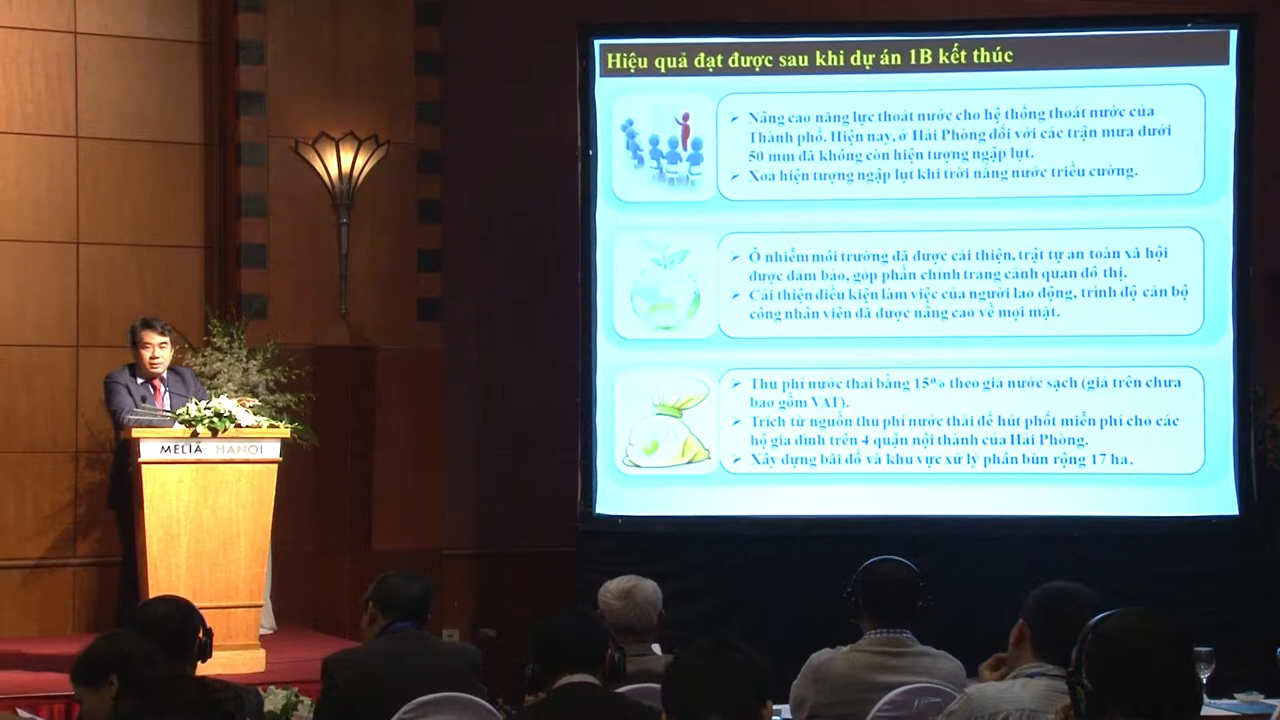 Hiệu quả đạt được sau khi dự án 1B kết thúc
➢ Nâng cao năng lực thoát nước cho hệ thống thoát nước của
Thành phố. Hiện nay, ở Hải Phòng đối với các trận mưa dưới
50 mm đã không còn hiện tượng ngập lụt.
➢ Xoá hiện tượng ngập lụt khi trời nắng nước triều cường.
➢ Ô nhiễm môi trường đã được cải thiện, trật tự an toàn xã hội
được đảm bảo, góp phần chỉnh trang cảnh quan đô thị.
➢ Cải thiện điều kiện làm việc của người lao động, trình độ cán bộ
công nhân viên đã được nâng cao về mọi mặt.
➢ Thu phí nước thải bằng 15% theo giá nước sạch (giá trên chưa
bao gồm VAT).
➢ Trích từ nguồn thu phí nước thải để hút phốt miễn phí cho các
hộ gia đình trên 4 quận nội thành của Hải Phòng.
➢ Xây dựng bãi đổ và khu vực xử lý phân bùn rộng 17 ha.
MELIÃ HANOI